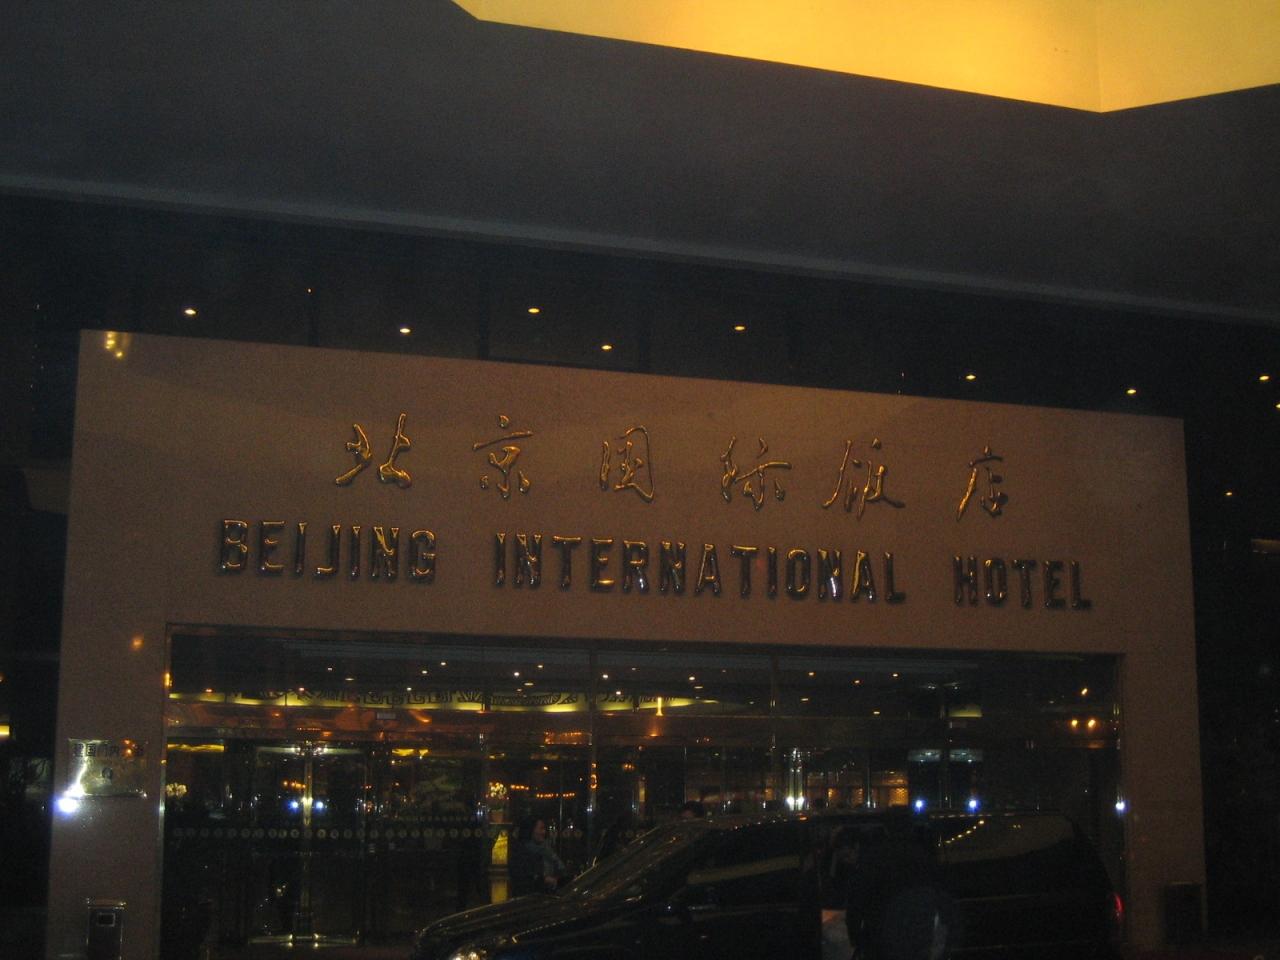 北京国际饭店
BEIJING INTERNATIONAL HOTEL